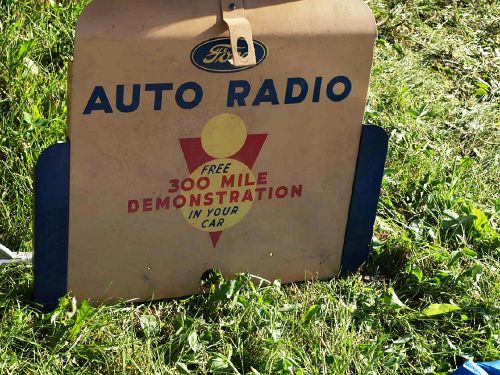 Ford
AUTO RADIO
FREE
300 MILE
DEMONSTRATION
IN YOUR
CAR